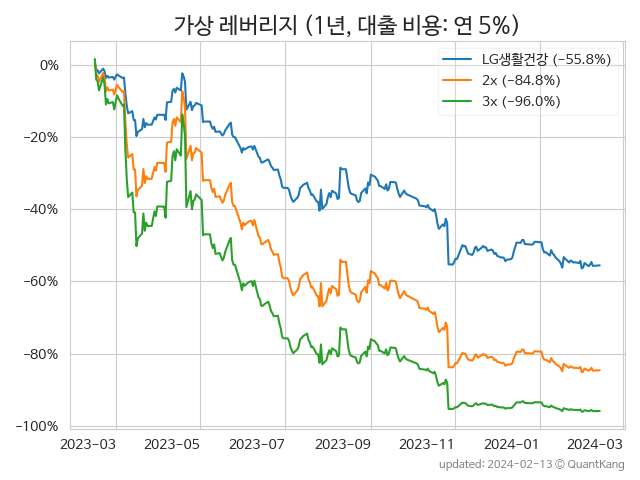 가상 레버리지 (1년, 대출 비용: 연 5%)
LG생활건강 (−55.8%)
2x (−84.8%)
3x (−96.0%)
0%
−20%
−40%
−60%
−80%
−100%
2023-03 2023-05 2023-07 2023-09 2023-11 2024-01 2024-03
updated: 2024-02-13 © QuantKang